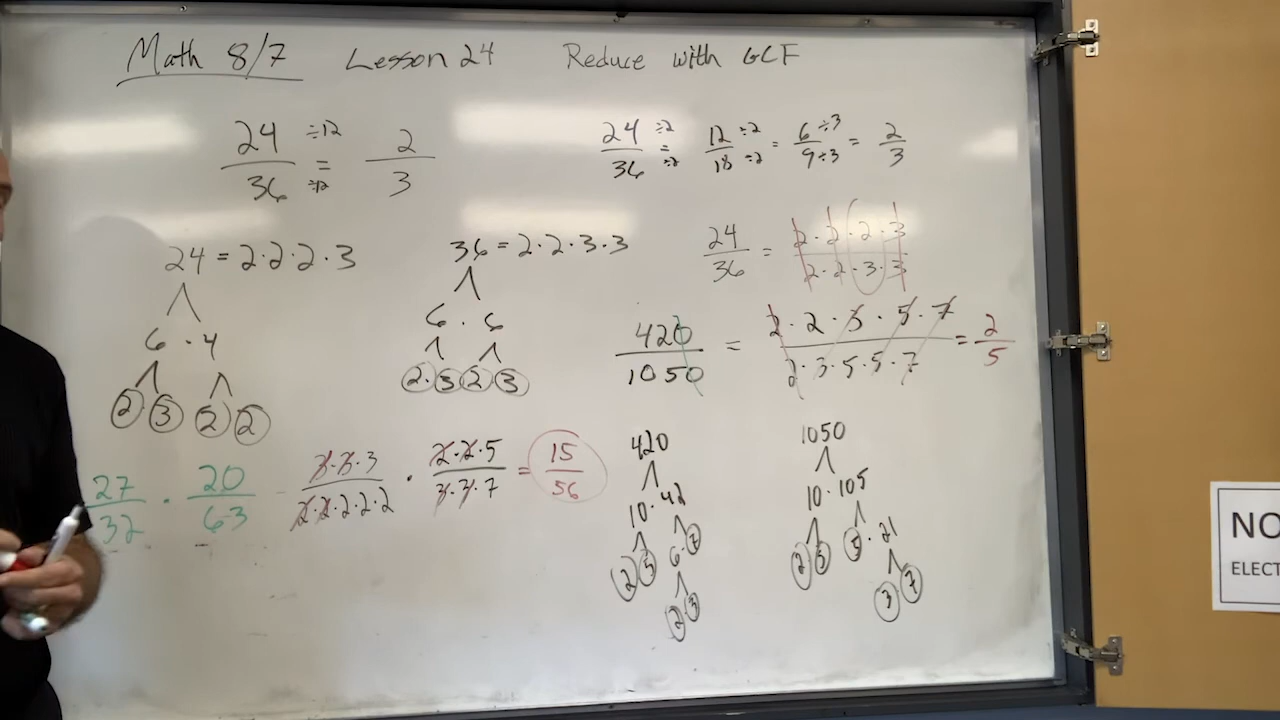 Math 8/7 Lesson 24 Reduce with GCF
24/36 ÷12/÷12 = 2/3
24/36 ÷2/÷2 = 12/18 ÷2/÷2 = 6/9 ÷3/÷3 = 2/3
24 = 2·2·2·3
6 · 4
2 3 2 2
36 = 2·2·3·3
6 · 6
2 · 3 2 3
24/36 = 2·2·2·3/2·2·3·3
420/1050 = 2·2·3·5·7/2·3·5·5·7 = 2/5
27/32 · 20/63
3·3·3/2·2·2·2·2 · 2·2·5/3·3·7 = 15/56
420
10 · 42
2 5 6 · 7
2 3
1050
10 · 105
2 5 5 · 21
3 7
NO
ELECT